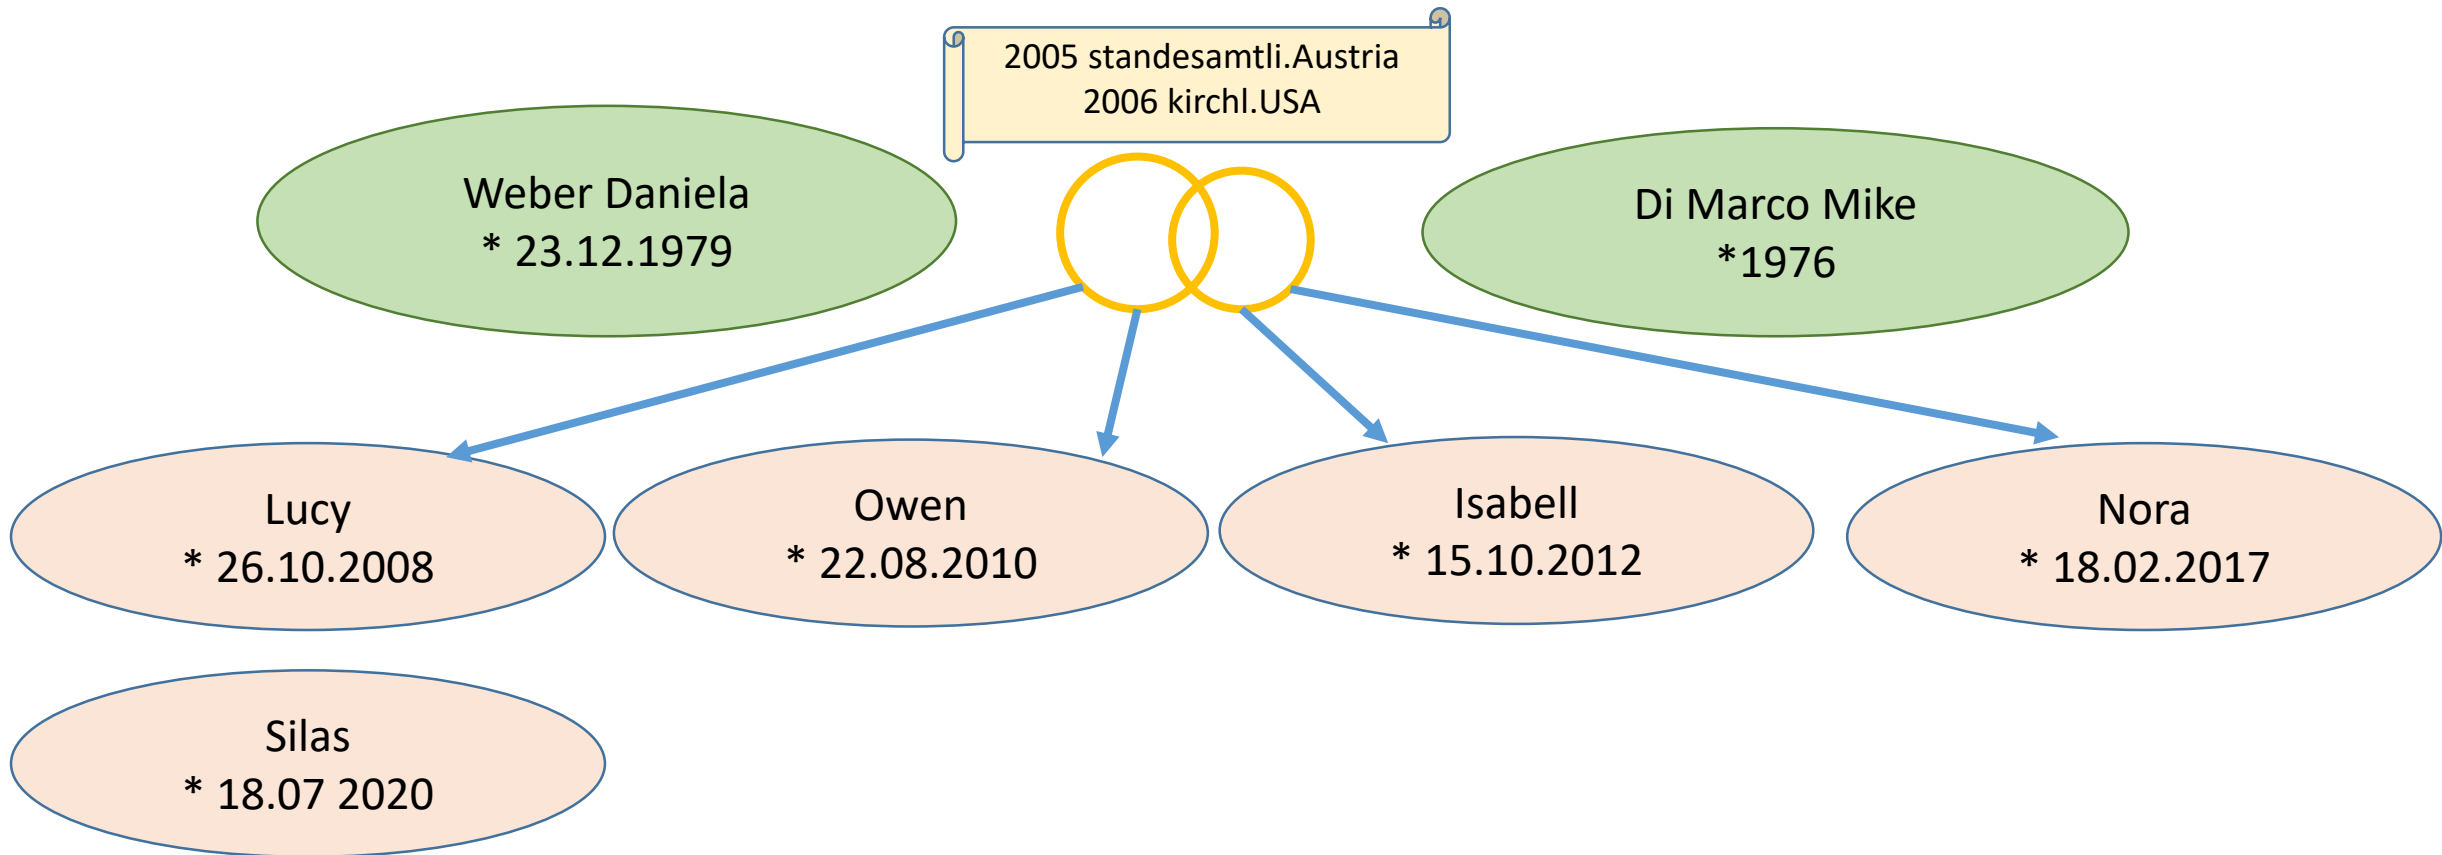 2005 standesamtli.Austria
2006 kirchl.USA
Weber Daniela
* 23.12.1979
Di Marco Mike
*1976
Lucy
* 26.10.2008
Owen
* 22.08.2010
Isabell
* 15.10.2012
Nora
* 18.02.2017
Silas
* 18.07 2020